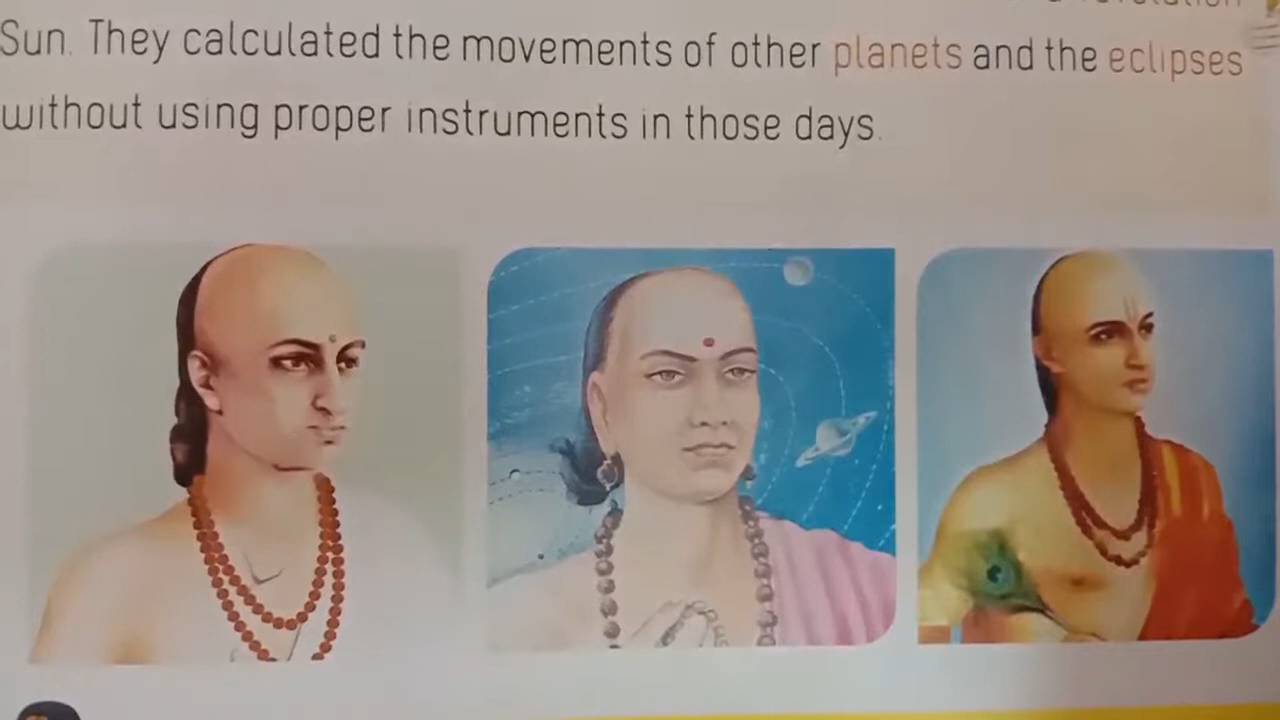 Sun. They calculated the movements of other planets and the eclipses
without using proper instruments in those days.